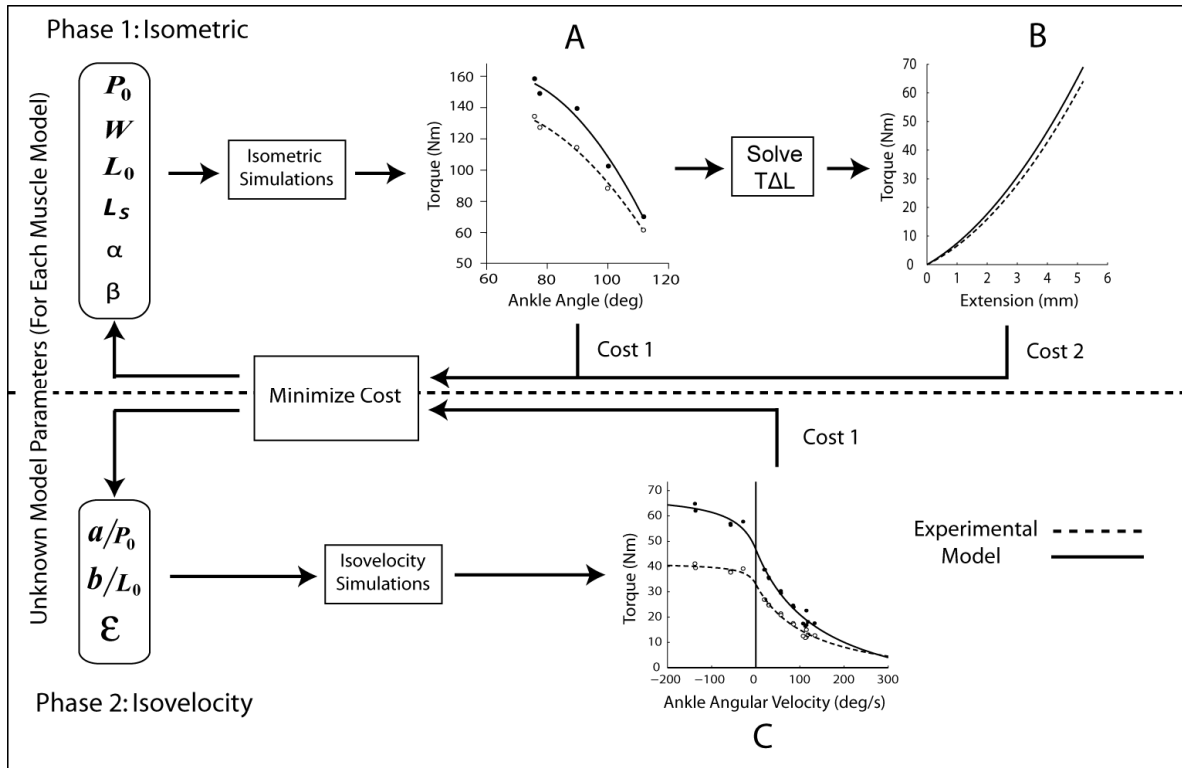 Phase 1: Isometric
Unknown Model Parameters (For Each Muscle Model)
P₀
W
L₀
Lₛ
α
β
Isometric
Simulations
A
Torque (Nm)
160
140
120
100
80
60
50
60
80
100
120
Ankle Angle (deg)
Solve
TΔL
B
Torque (Nm)
70
60
50
40
30
20
10
0
0
1
2
3
4
5
6
Extension (mm)
Cost 1
Cost 2
Minimize Cost
Cost 1
a/P₀
b/L₀
ε
Isovelocity
Simulations
Torque (Nm)
70
60
50
40
30
20
10
0
−200
−100
0
100
200
300
Ankle Angular Velocity (deg/s)
C
Experimental
Model
Phase 2: Isovelocity